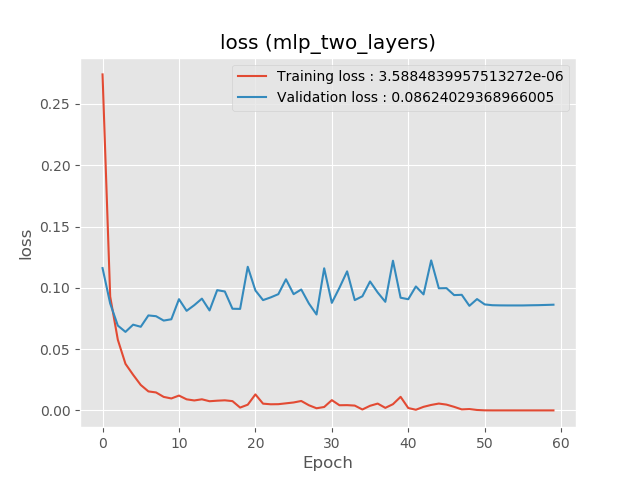 loss (mlp_two_layers)
Training loss : 3.5884839957513272e-06
Validation loss : 0.08624029368966005
0.25
0.20
0.15
0.10
0.05
0.00
loss
0 10 20 30 40 50 60
Epoch